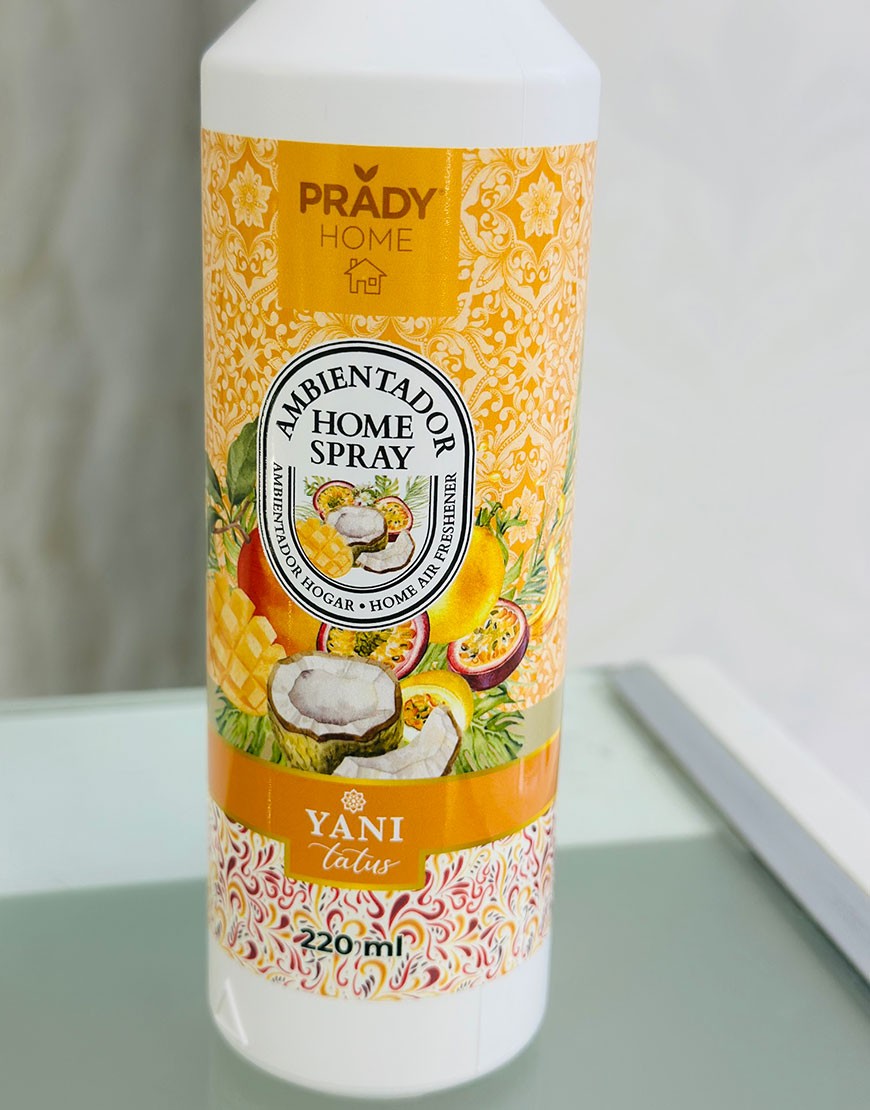 PRADY
HOME
AMBIENTADOR
HOME
SPRAY
AMBIENTADOR HOGAR • HOME AIR FRESHENER
YANI
tatus
220 ml